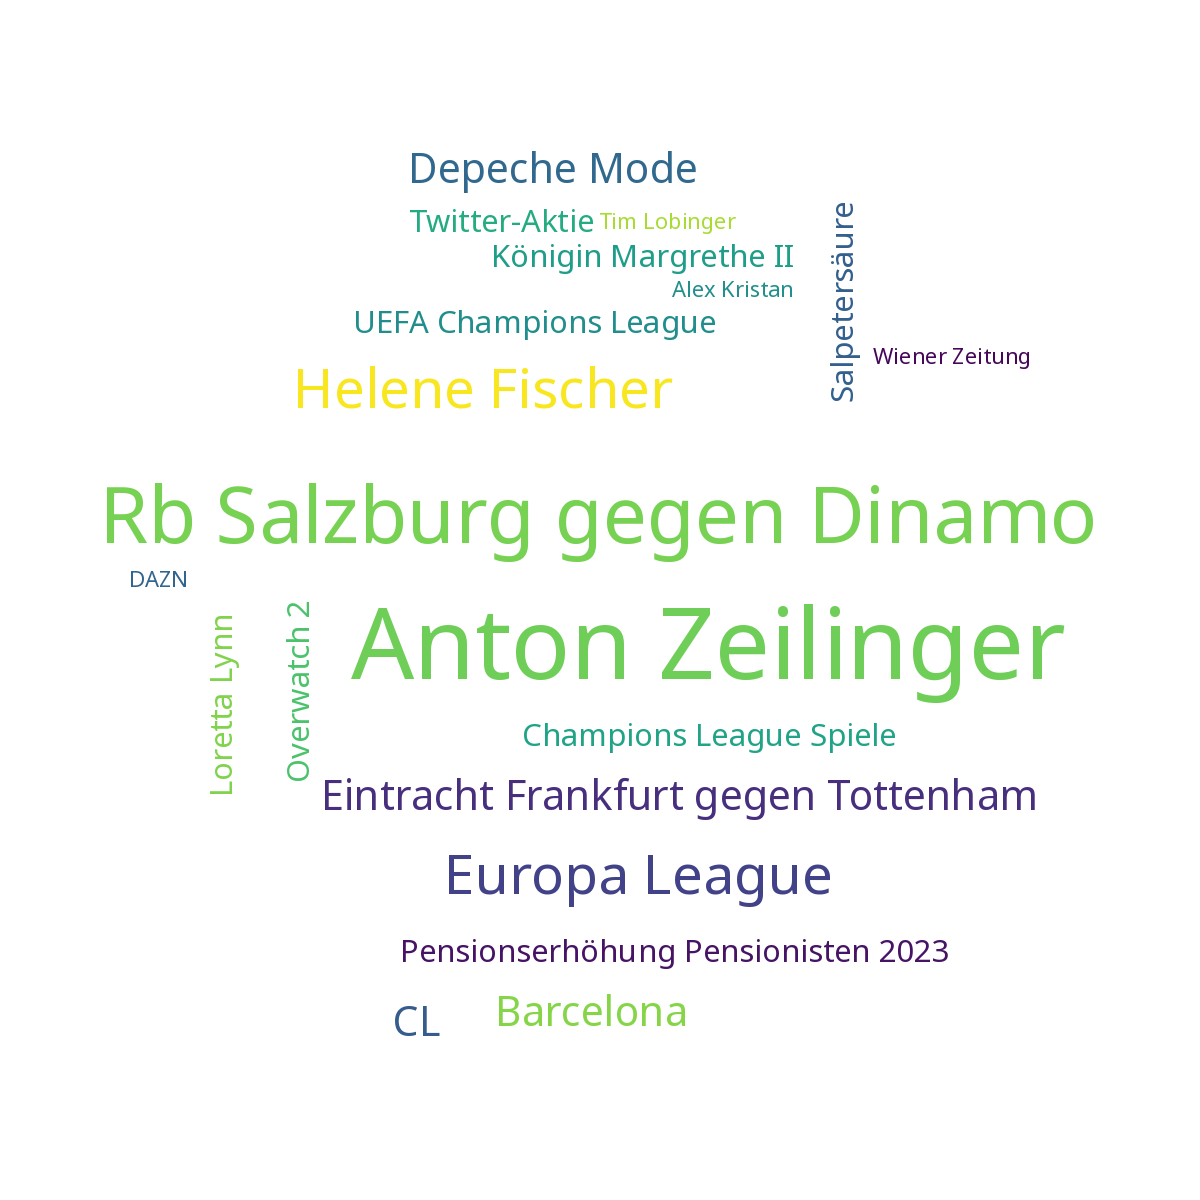 Depeche Mode
Twitter-Aktie
Tim Lobinger
Königin Margrethe II
Alex Kristan
UEFA Champions League
Salpetersäure
Wiener Zeitung
Helene Fischer
Rb Salzburg gegen Dinamo
DAZN
Loretta Lynn
Overwatch 2
Anton Zeilinger
Champions League Spiele
Eintracht Frankfurt gegen Tottenham
Europa League
Pensionserhöhung Pensionisten 2023
CL
Barcelona